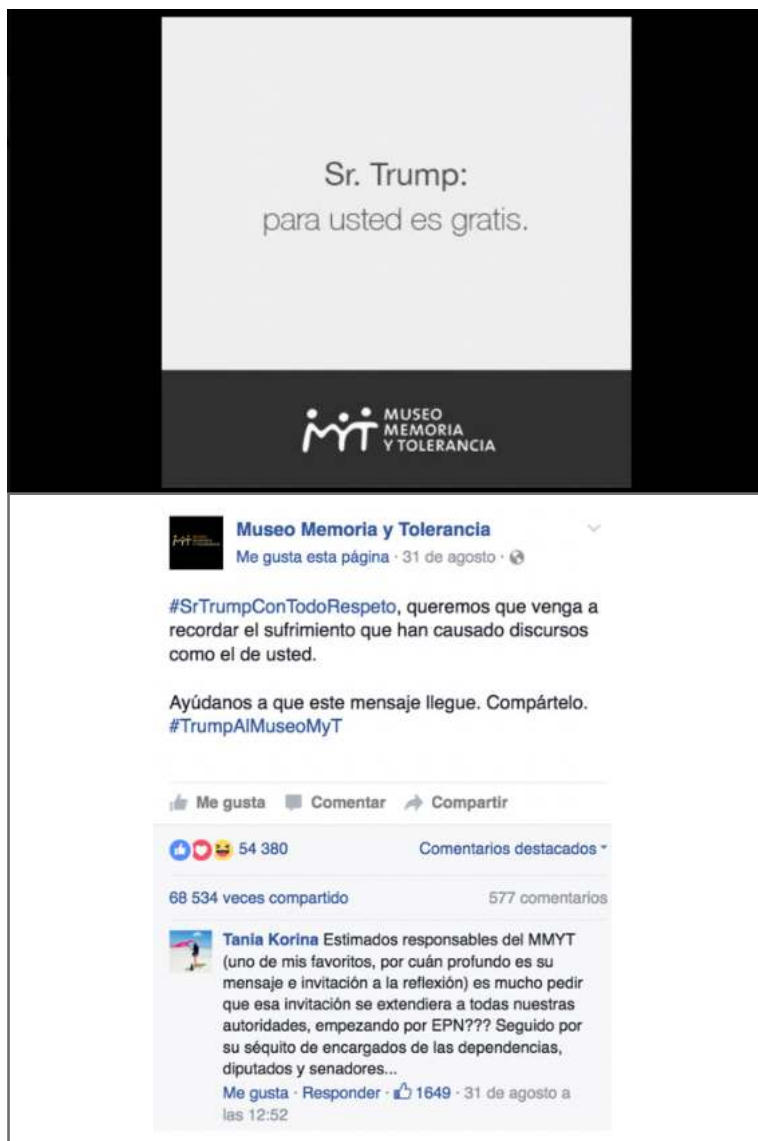 Sr. Trump:
para usted es gratis.
MUSEO
MEMORIA
Y TOLERANCIA
Museo Memoria y Tolerancia
Me gusta esta página · 31 de agosto ·
#SrTrumpConTodoRespeto, queremos que venga a
recordar el sufrimiento que han causado discursos
como el de usted.
Ayúdanos a que este mensaje llegue. Compártelo.
#TrumpAlMuseoMyT
Me gusta Comentar Compartir
54 380 Comentarios destacados
68 534 veces compartido 577 comentarios
Tania Korina Estimados responsables del MMYT
(uno de mis favoritos, por cuán profundo es su
mensaje e invitación a la reflexión) es mucho pedir
que esa invitación se extendiera a todas nuestras
autoridades, empezando por EPN??? Seguido por
su séquito de encargados de las dependencias,
diputados y senadores...
Me gusta · Responder · 1649 · 31 de agosto a
las 12:52